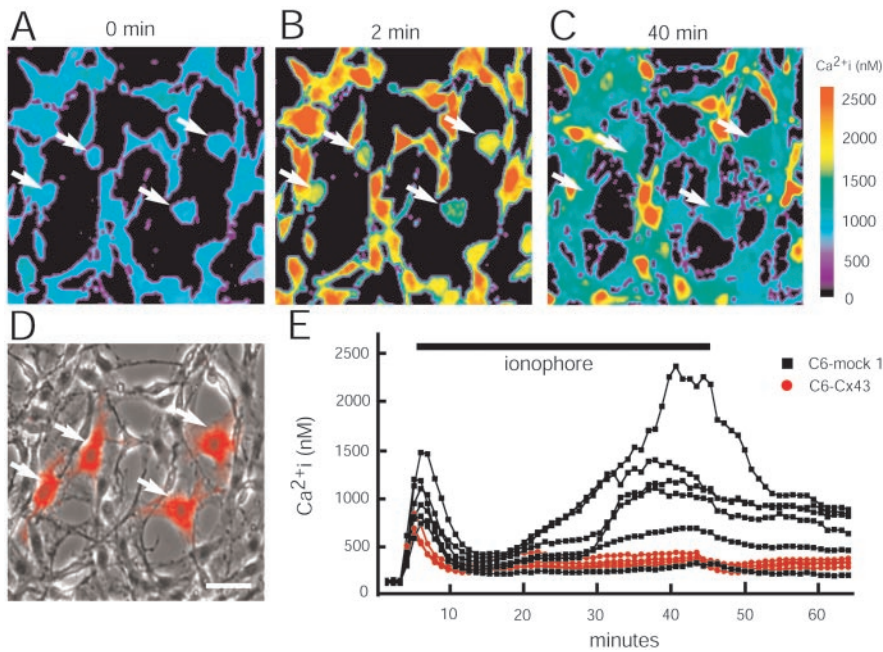 A
0 min
B
2 min
C
40 min
Ca2+i (nM)
2500
2000
1500
1000
500
0
D
E
2500
2000
1500
1000
500
0
Ca2+i (nM)
ionophore
C6-mock 1
C6-Cx43
10
20
30
40
50
60
minutes